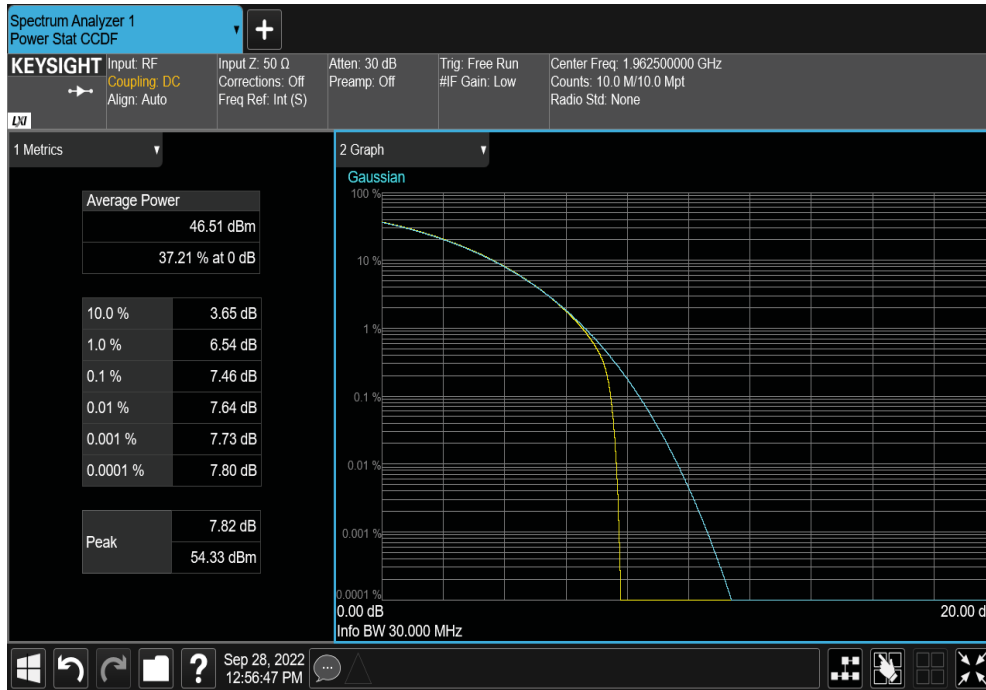 Spectrum Analyzer 1
Power Stat CCDF
+
KEYSIGHT
LXI
Input: RF
Coupling: DC
Align: Auto
Input Z: 50 Ω
Corrections: Off
Freq Ref: Int (S)
Atten: 30 dB
Preamp: Off
Trig: Free Run
#IF Gain: Low
Center Freq: 1.962500000 GHz
Counts: 10.0 M/10.0 Mpt
Radio Std: None
1 Metrics
Average Power
46.51 dBm
37.21 % at 0 dB
10.0 % 3.65 dB
1.0 % 6.54 dB
0.1 % 7.46 dB
0.01 % 7.64 dB
0.001 % 7.73 dB
0.0001 % 7.80 dB
Peak
7.82 dB
54.33 dBm
2 Graph
Gaussian
100 %
10 %
1 %
0.1 %
0.01 %
0.001 %
0.0001 %
0.00 dB
20.00 d
Info BW 30.000 MHz
?
Sep 28, 2022
12:56:47 PM